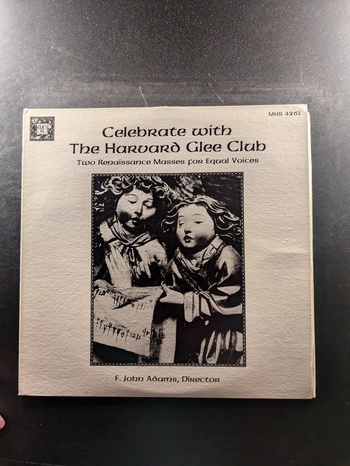 MHS 4261
Celebrate with
The Harvard Glee Club
Two Renaissance Masses for Equal Voices
F. John Adams, Director